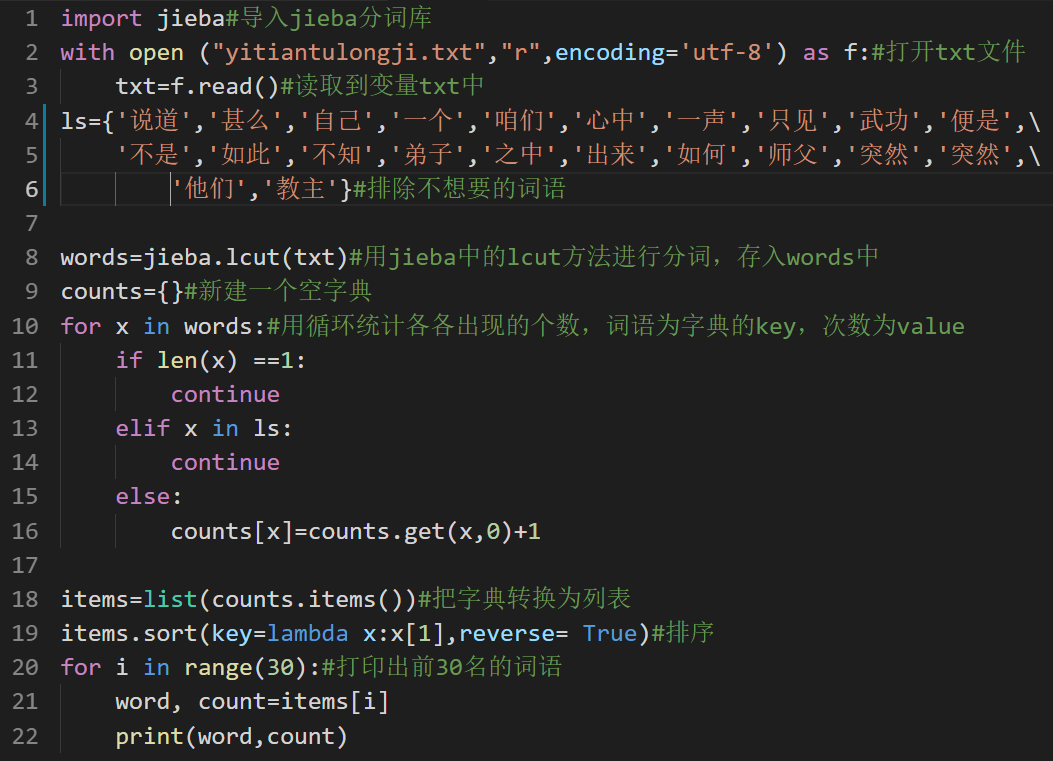 1 import jieba#导入jieba分词库
2 with open ("yitiantulongji.txt","r",encoding='utf-8') as f:#打开txt文件
3     txt=f.read()#读取到变量txt中
4 ls={'说道','甚么','自己','一个','咱们','心中','一声','只见','武功','便是',\
5     '不是','如此','不知','弟子','之中','出来','如何','师父','突然','突然',\
6         '他们','教主'}#排除不想要的词语
7
8 words=jieba.lcut(txt)#用jieba中的lcut方法进行分词，存入words中
9 counts={}#新建一个空字典
10 for x in words:#用循环统计各各出现的个数，词语为字典的key，次数为value
11     if len(x) ==1:
12         continue
13     elif x in ls:
14         continue
15     else:
16         counts[x]=counts.get(x,0)+1
17
18 items=list(counts.items())#把字典转换为列表
19 items.sort(key=lambda x:x[1],reverse= True)#排序
20 for i in range(30):#打印出前30名的词语
21     word, count=items[i]
22     print(word,count)